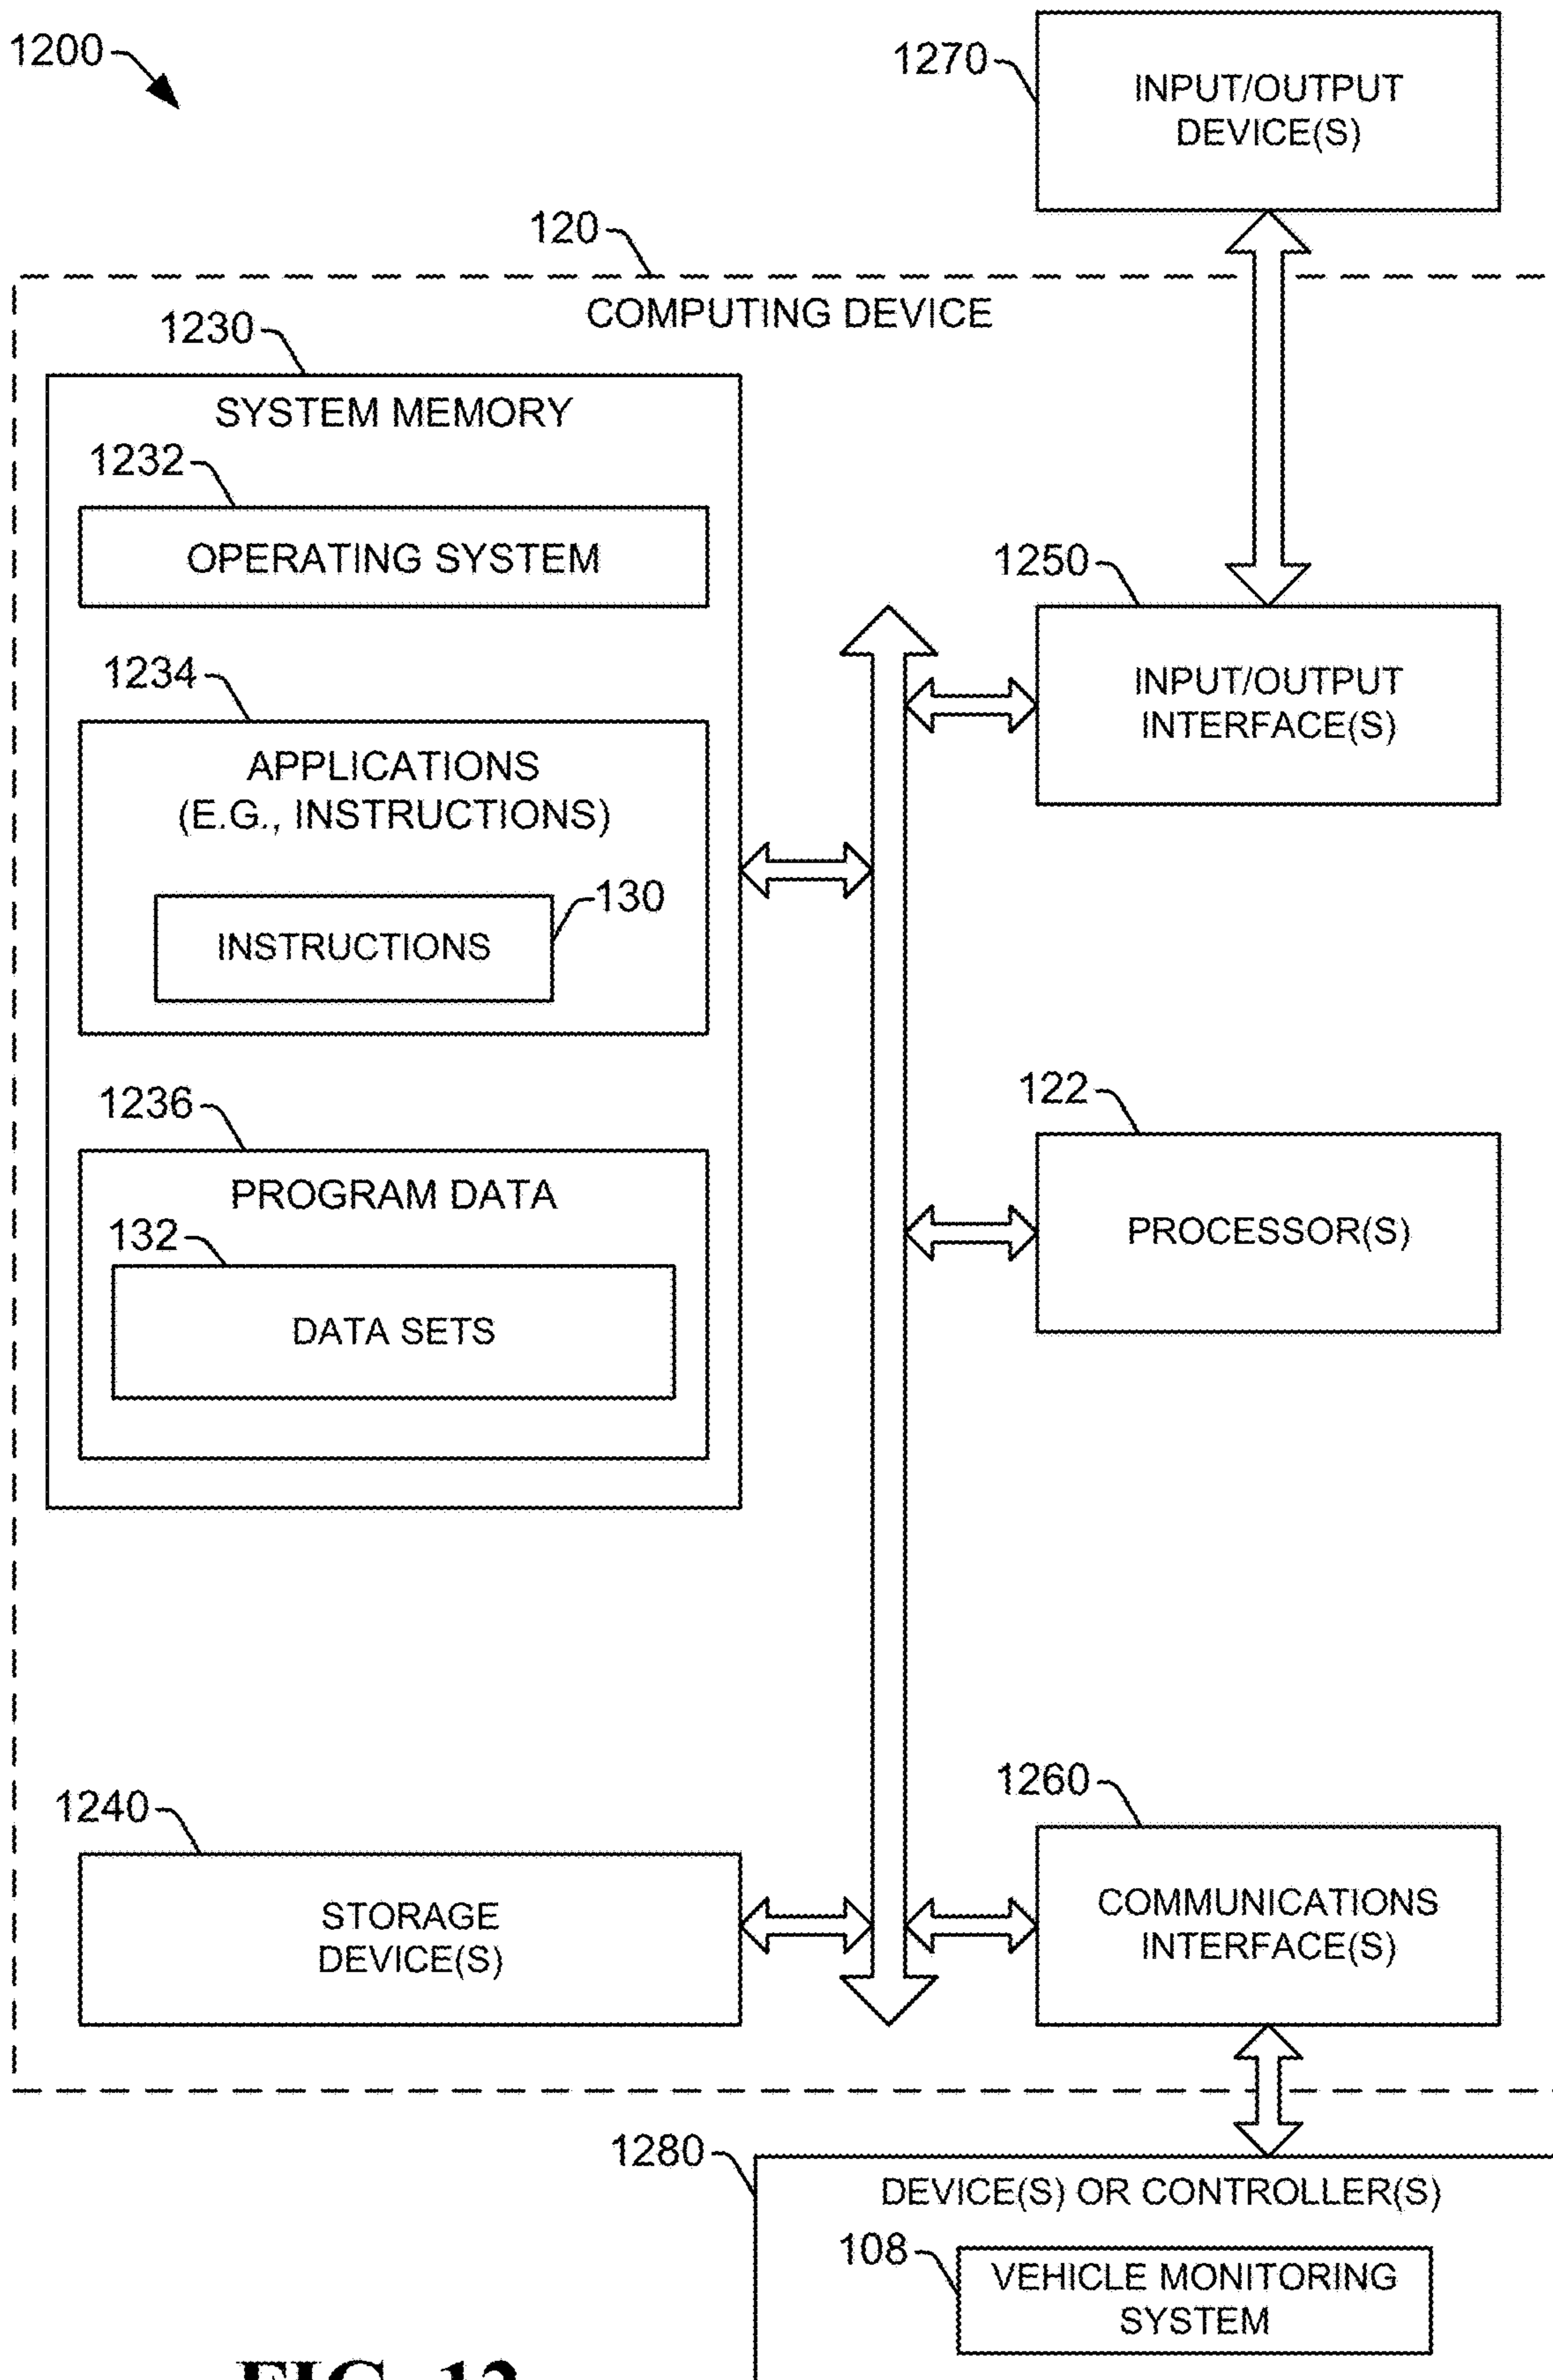 1200
1270
INPUT/OUTPUT
DEVICE(S)
120
COMPUTING DEVICE
1230
SYSTEM MEMORY
1232
OPERATING SYSTEM
1250
INPUT/OUTPUT
INTERFACE(S)
1234
APPLICATIONS
(E.G., INSTRUCTIONS)
130
INSTRUCTIONS
122
PROCESSOR(S)
1236
PROGRAM DATA
132
DATA SETS
1240
STORAGE
DEVICE(S)
1260
COMMUNICATIONS
INTERFACE(S)
1280
DEVICE(S) OR CONTROLLER(S)
108
VEHICLE MONITORING
SYSTEM
FIG. 12